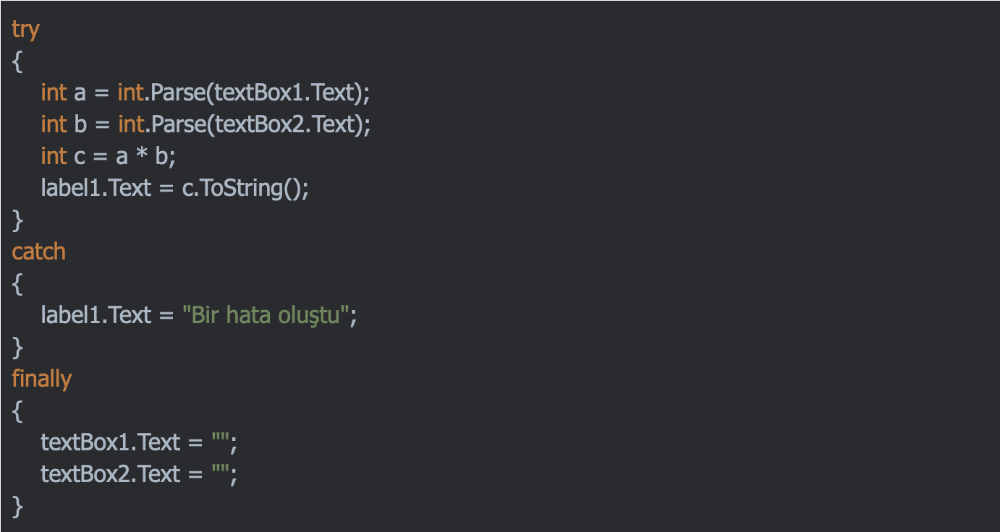 try
{
int a = int.Parse(textBox1.Text);
int b = int.Parse(textBox2.Text);
int c = a * b;
label1.Text = c.ToString();
}
catch
{
label1.Text = "Bir hata oluştu";
}
finally
{
textBox1.Text = "";
textBox2.Text = "";
}